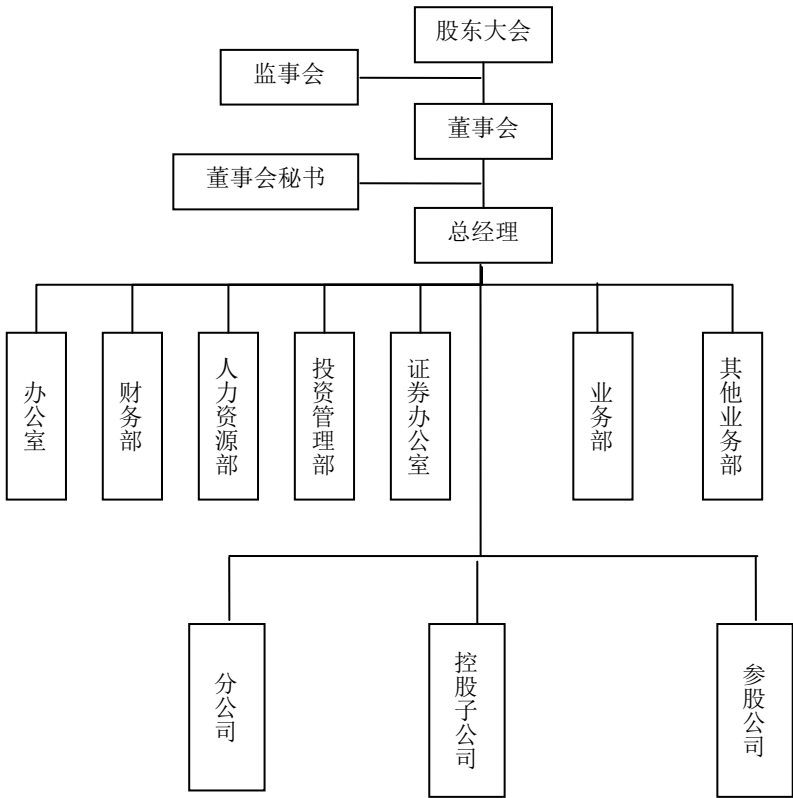 股东大会
监事会
董事会
董事会秘书
总经理
办公室
财务部
人力资源部
投资管理部
证券办公室
业务部
其他业务部
分公司
控股子公司
参股公司